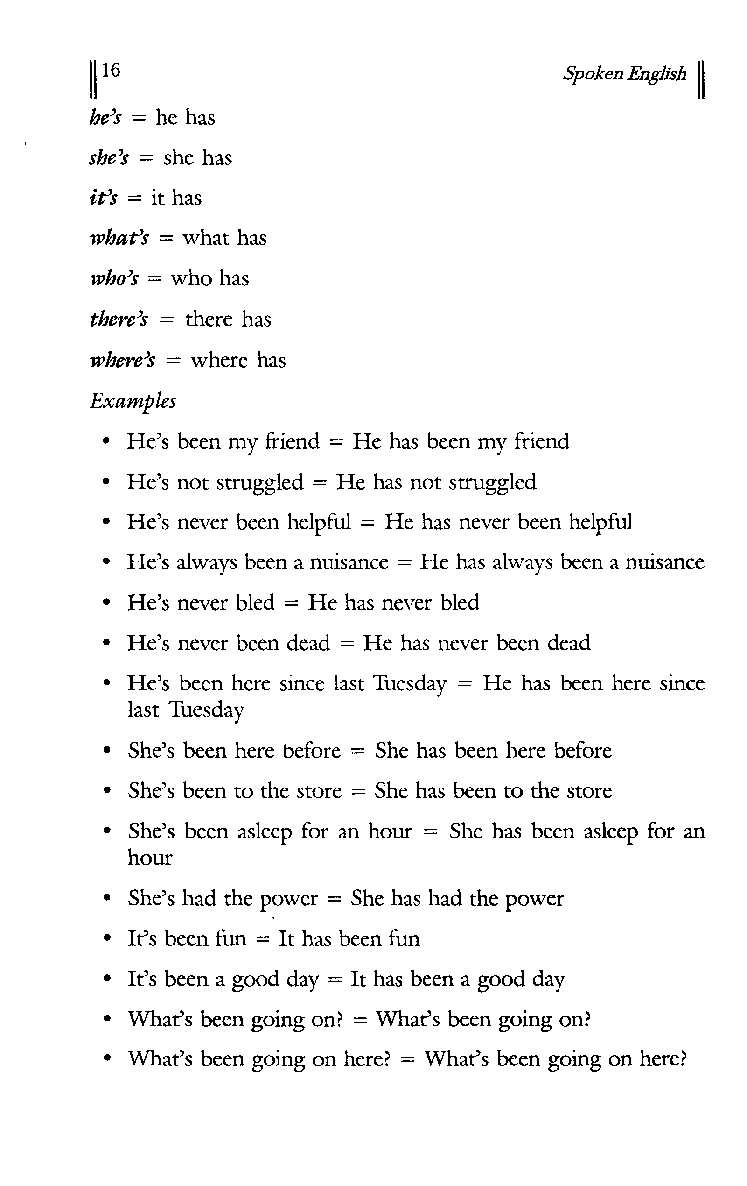 16 Spoken English
he's = he has
she's = she has
it's = it has
what's = what has
who's = who has
there's = there has
where's = where has
Examples
• He's been my friend = He has been my friend
• He's not struggled = He has not struggled
• He's never been helpful = He has never been helpful
• He's always been a nuisance = He has always been a nuisance
• He's never bled = He has never bled
• He's never been dead = He has never been dead
• He's been here since last Tuesday = He has been here since
last Tuesday
• She's been here before = She has been here before
• She's been to the store = She has been to the store
• She's been asleep for an hour = She has been asleep for an
hour
• She's had the power = She has had the power
• It's been fun = It has been fun
• It's been a good day = It has been a good day
• What's been going on? = What's been going on?
• What's been going on here? = What's been going on here?